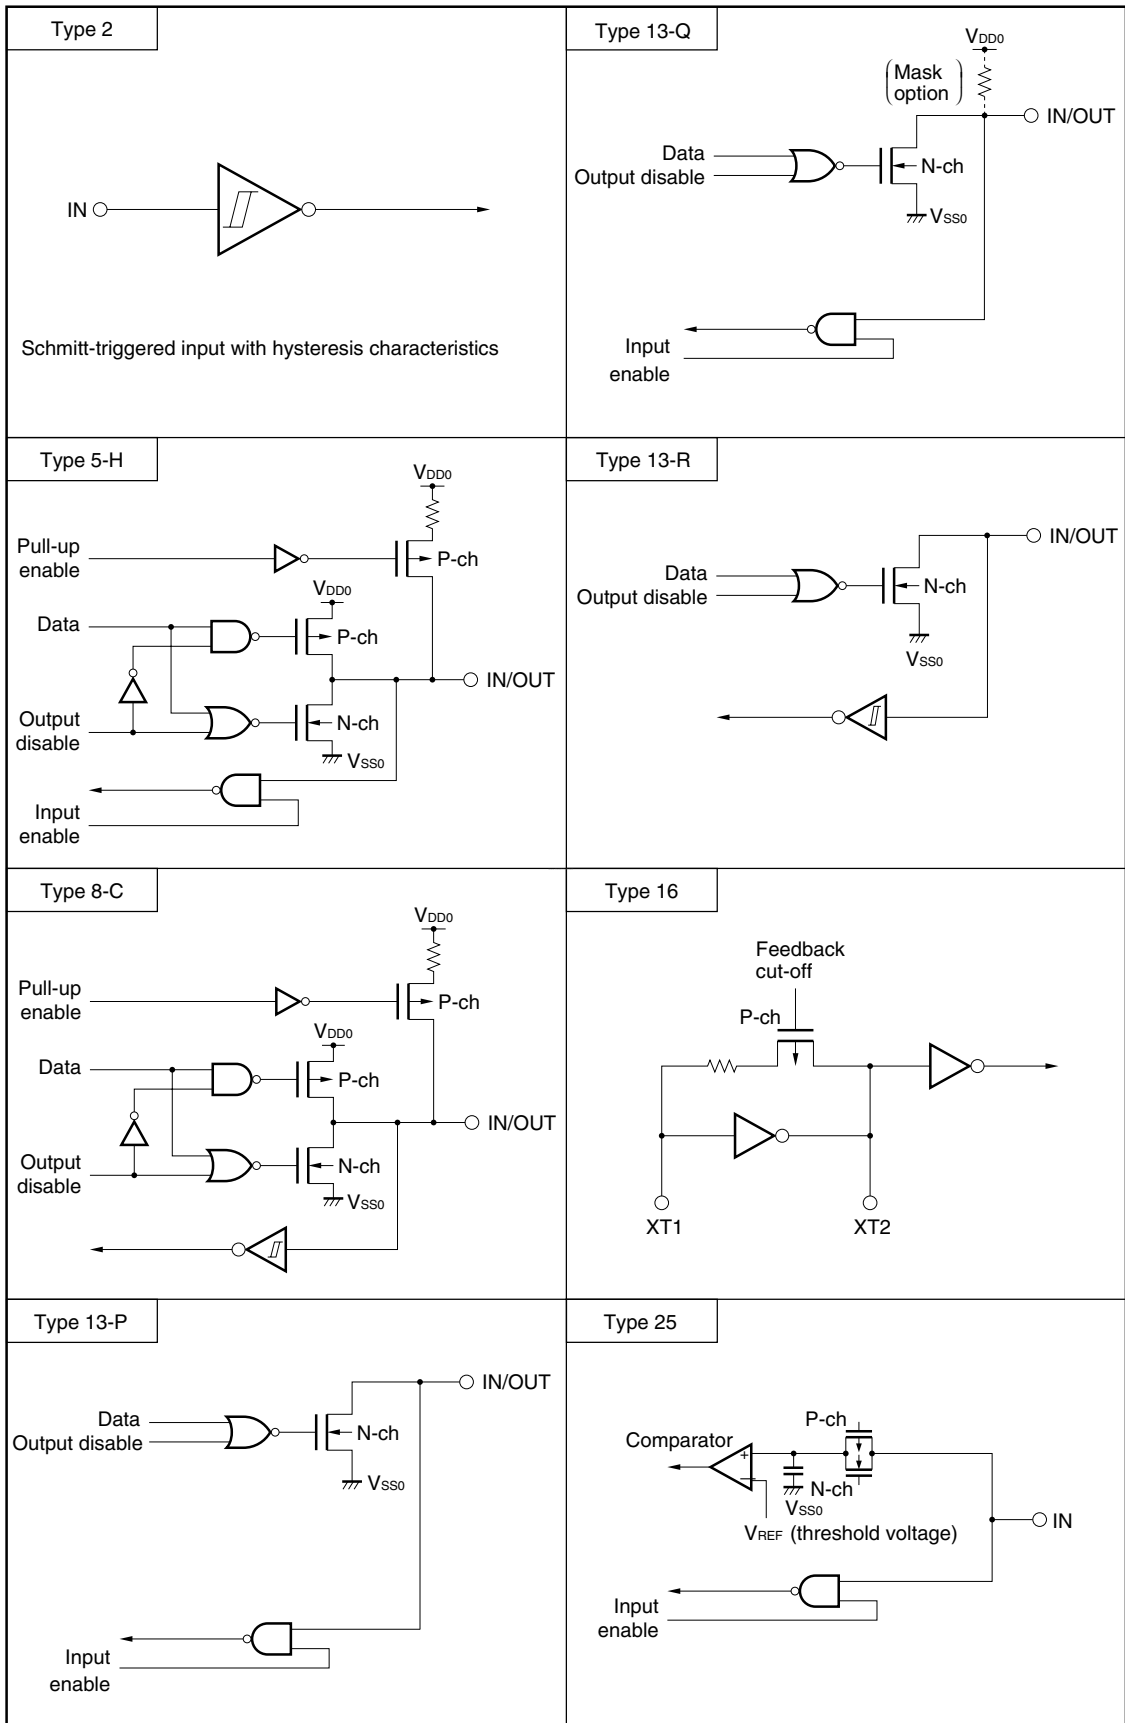 Type 2
IN
Schmitt-triggered input with hysteresis characteristics
Type 13-Q
VDD0
(Mask
option)
IN/OUT
Data
Output disable
N-ch
VSS0
Input
enable
Type 5-H
VDD0
Pull-up
enable
P-ch
VDD0
Data
P-ch
IN/OUT
Output
disable
N-ch
VSS0
Input
enable
Type 13-R
IN/OUT
Data
Output disable
N-ch
VSS0
Type 8-C
VDD0
Pull-up
enable
P-ch
VDD0
Data
P-ch
IN/OUT
Output
disable
N-ch
VSS0
Type 16
Feedback
cut-off
P-ch
XT1
XT2
Type 13-P
IN/OUT
Data
Output disable
N-ch
VSS0
Input
enable
Type 25
P-ch
Comparator
+
−
N-ch
VSS0
VREF (threshold voltage)
IN
Input
enable